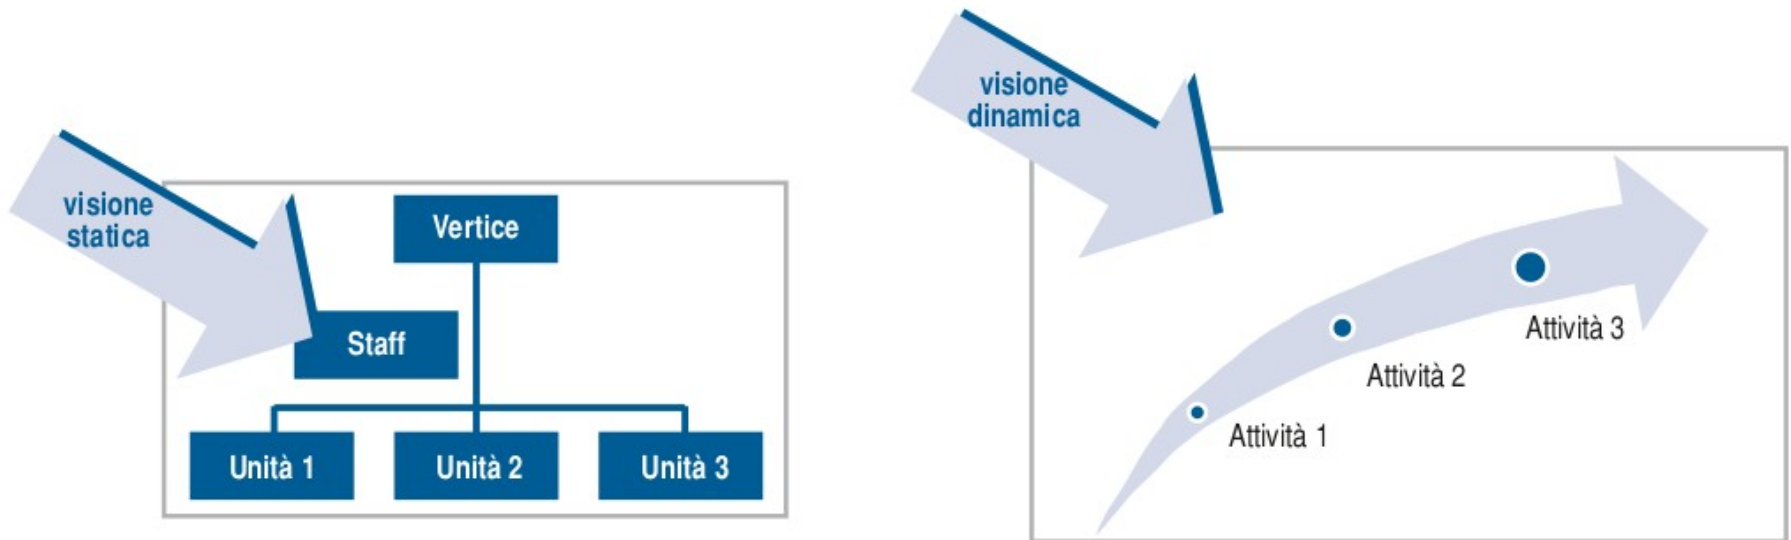 visione
statica
Vertice
Staff
Unità 1
Unità 2
Unità 3
visione
dinamica
Attività 3
Attività 2
Attività 1